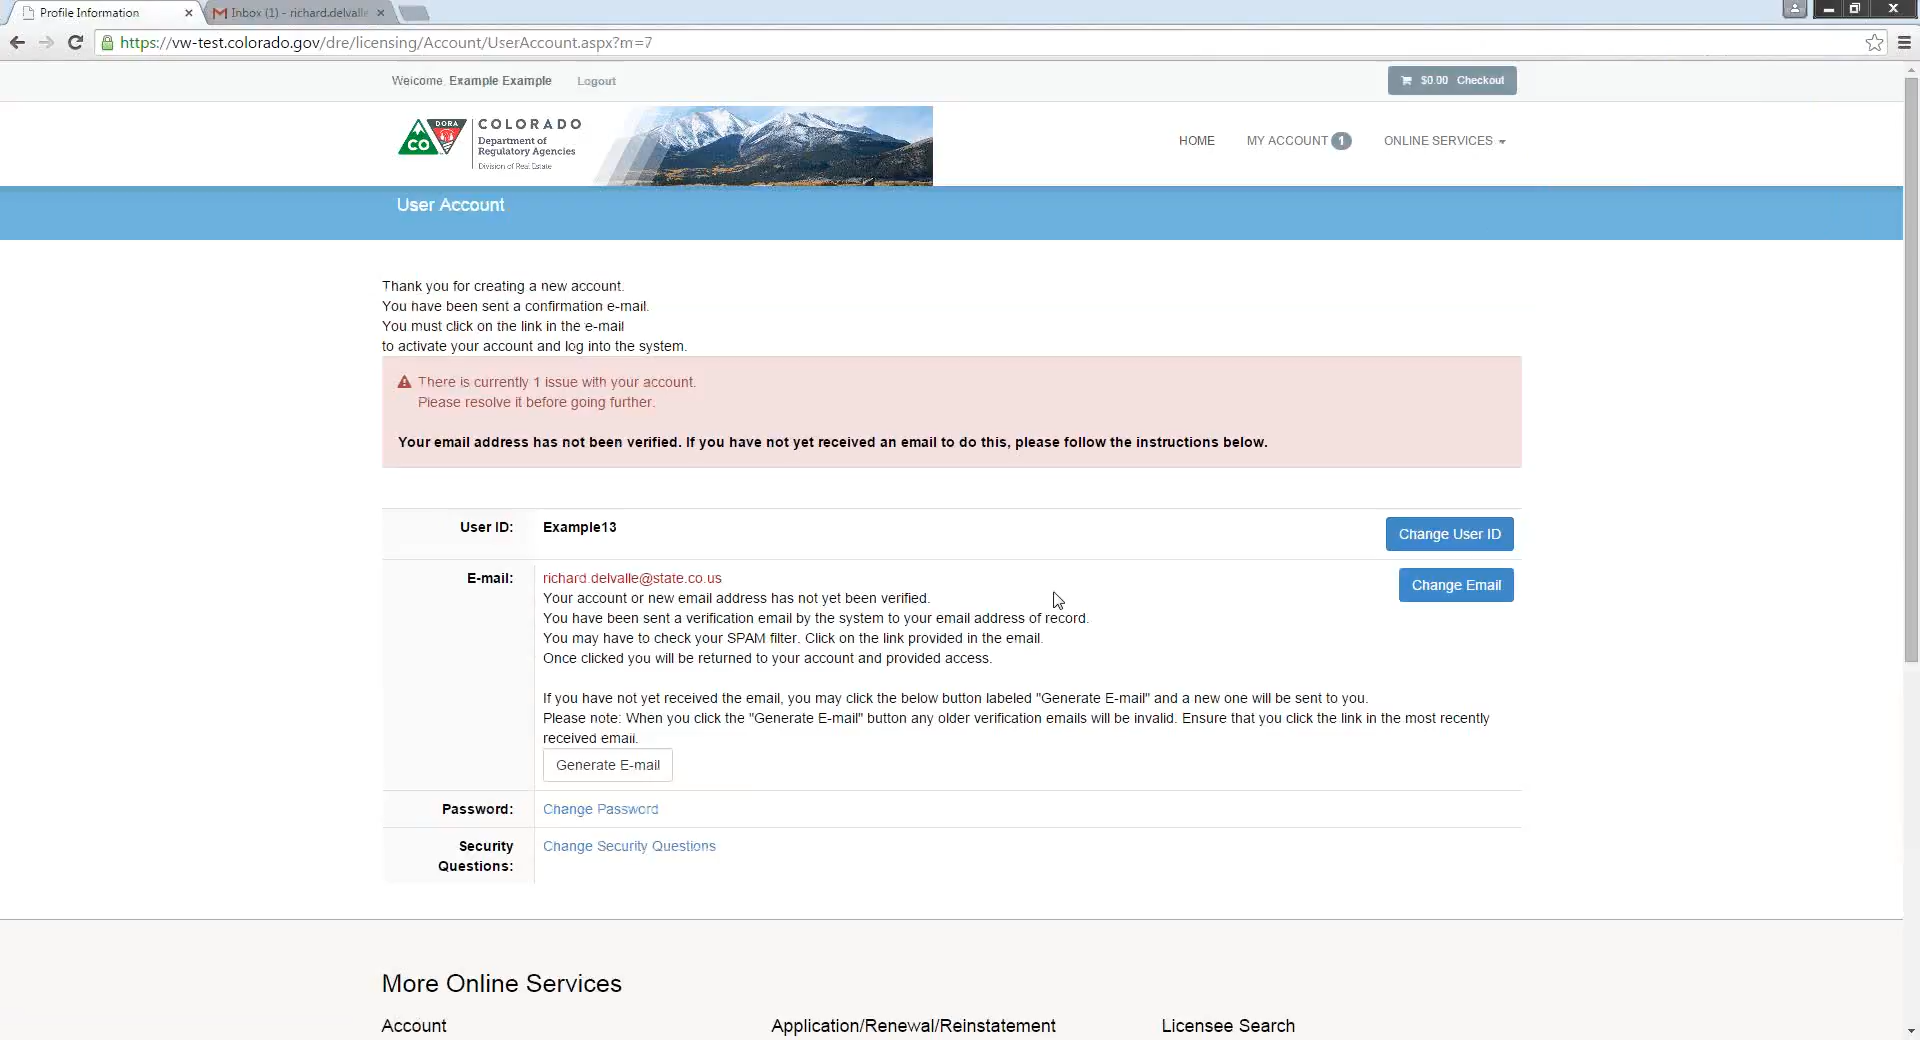 Profile Information
Inbox (1) - richard.delvalle
https://vw-test.colorado.gov/dre/licensing/Account/UserAccount.aspx?m=7
Welcome, Example Example Logout
$0.00 Checkout
CO
DORA
COLORADO
Department of
Regulatory Agencies
Division of Real Estate
HOME MY ACCOUNT 1 ONLINE SERVICES
User Account
Thank you for creating a new account.
You have been sent a confirmation e-mail.
You must click on the link in the e-mail
to activate your account and log into the system.
There is currently 1 issue with your account.
Please resolve it before going further.
Your email address has not been verified. If you have not yet received an email to do this, please follow the instructions below.
User ID: Example13 Change User ID
E-mail: richard.delvalle@state.co.us Change Email
Your account or new email address has not yet been verified.
You have been sent a verification email by the system to your email address of record.
You may have to check your SPAM filter. Click on the link provided in the email.
Once clicked you will be returned to your account and provided access.
If you have not yet received the email, you may click the below button labeled "Generate E-mail" and a new one will be sent to you.
Please note: When you click the "Generate E-mail" button any older verification emails will be invalid. Ensure that you click the link in the most recently
received email.
Generate E-mail
Password: Change Password
Security Questions: Change Security Questions
More Online Services
Account Application/Renewal/Reinstatement Licensee Search